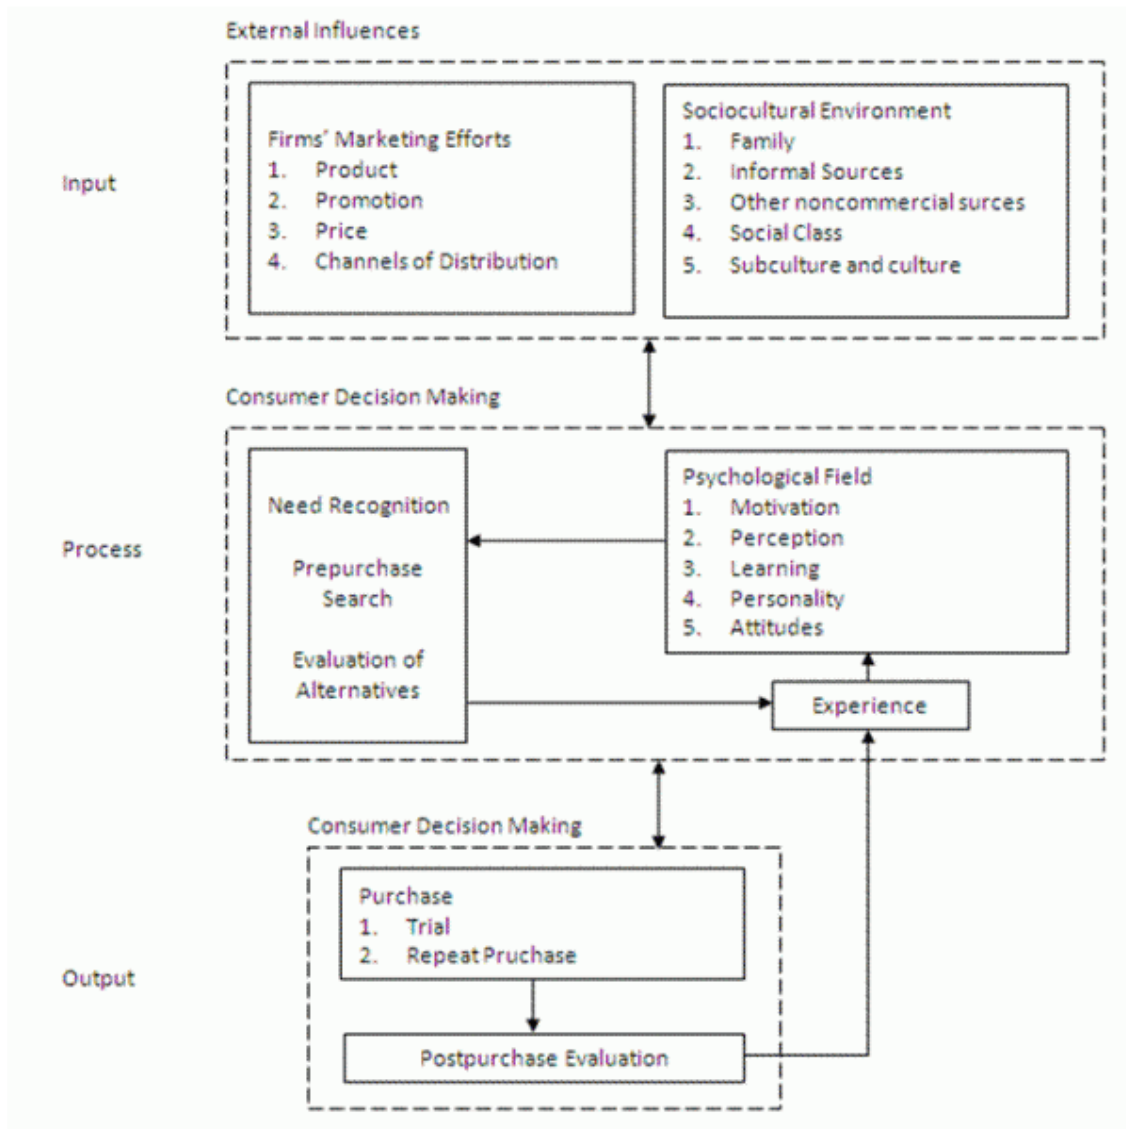 External Influences
Input
Firms' Marketing Efforts
1. Product
2. Promotion
3. Price
4. Channels of Distribution
Sociocultural Environment
1. Family
2. Informal Sources
3. Other noncommercial surces
4. Social Class
5. Subculture and culture
Consumer Decision Making
Process
Need Recognition
Prepurchase
Search
Evaluation of
Alternatives
Psychological Field
1. Motivation
2. Perception
3. Learning
4. Personality
5. Attitudes
Experience
Consumer Decision Making
Output
Purchase
1. Trial
2. Repeat Pruchase
Postpurchase Evaluation